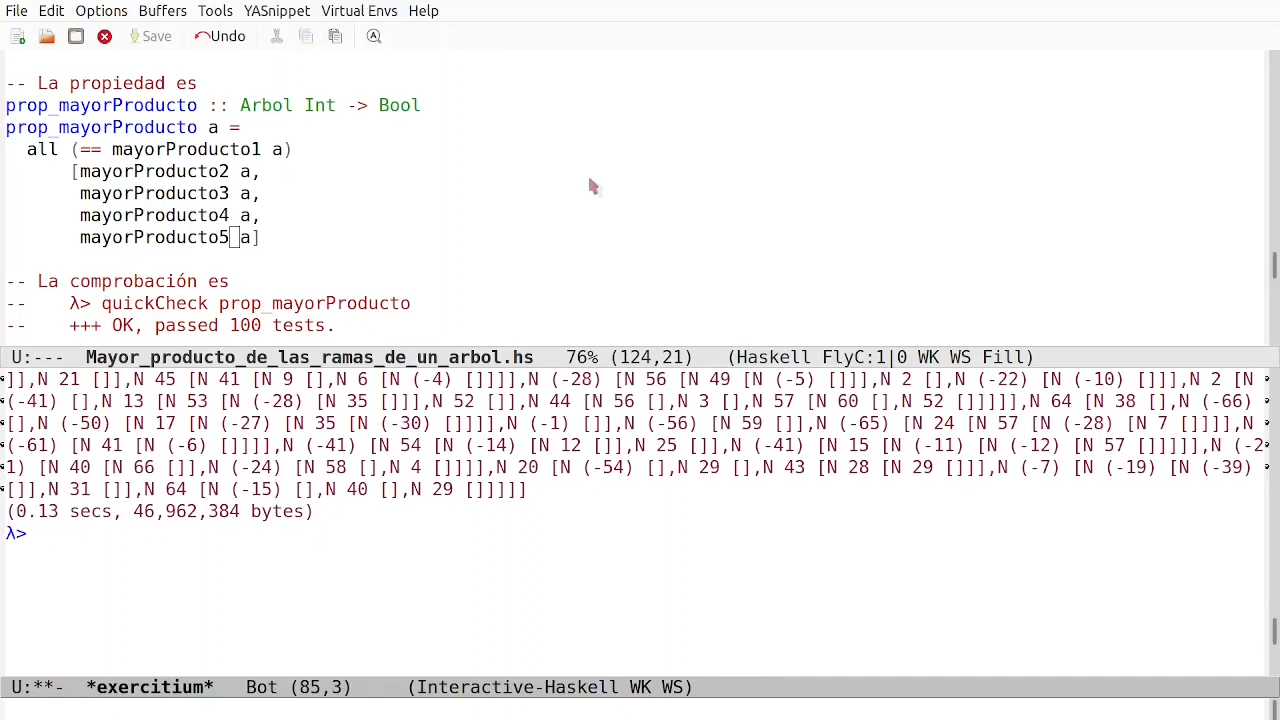 File Edit Options Buffers Tools YASnippet Virtual Envs Help
Save Undo
-- La propiedad es
prop_mayorProducto :: Arbol Int -> Bool
prop_mayorProducto a =
all (== mayorProducto1 a)
[mayorProducto2 a,
mayorProducto3 a,
mayorProducto4 a,
mayorProducto5 a]
-- La comprobación es
-- λ> quickCheck prop_mayorProducto
-- +++ OK, passed 100 tests.
U:--- Mayor_producto_de_las_ramas_de_un_arbol.hs 76% (124,21) (Haskell FlyC:1|0 WK WS Fill)
]],N 21 []],N 45 [N 41 [N 9 [],N 6 [N (-4) []]]],N (-28) [N 56 [N 49 [N (-5) []]],N 2 [],N (-22) [N (-10) []]],N 2 [N
(-41) [],N 13 [N 53 [N (-28) [N 35 []]],N 52 []],N 44 [N 56 [],N 3 [],N 57 [N 60 [],N 52 []]]]],N 64 [N 38 [],N (-66)
[],N (-50) [N 17 [N (-27) [N 35 [N (-30) []]]],N (-1) []],N (-56) [N 59 []],N (-65) [N 24 [N 57 [N (-28) [N 7 []]]],N
(-61) [N 41 [N (-6) []]]],N (-41) [N 54 [N (-14) [N 12 []],N 25 []],N (-41) [N 15 [N (-11) [N (-12) [N 57 []]]]],N (-2
1) [N 40 [N 66 []],N (-24) [N 58 [],N 4 []]]],N 20 [N (-54) [],N 29 [],N 43 [N 28 [N 29 []]],N (-7) [N (-19) [N (-39)
[]],N 31 []],N 64 [N (-15) [],N 40 [],N 29 []]]]]
(0.13 secs, 46,962,384 bytes)
λ>
U:**- *exercitium* Bot (85,3) (Interactive-Haskell WK WS)